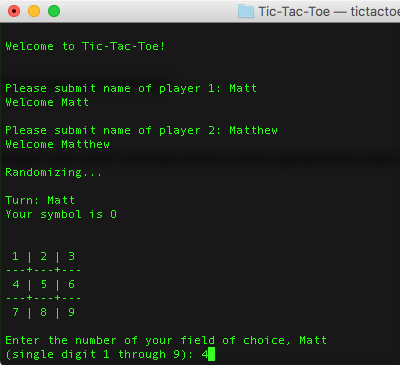 Tic-Tac-Toe — tictactoe
Welcome to Tic-Tac-Toe!
Please submit name of player 1: Matt
Welcome Matt
Please submit name of player 2: Matthew
Welcome Matthew
Randomizing...
Turn: Matt
Your symbol is O
1 | 2 | 3
---+---+---
4 | 5 | 6
---+---+---
7 | 8 | 9
Enter the number of your field of choice, Matt
(single digit 1 through 9): 4